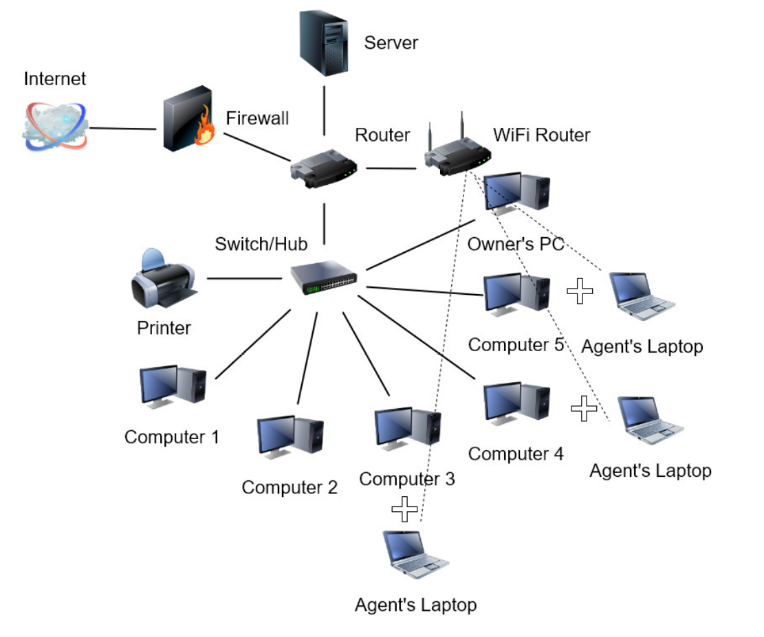 Server
Internet
Firewall
Router
WiFi Router
Switch/Hub
Owner's PC
Printer
Computer 5
Agent's Laptop
Computer 1
Computer 4
Agent's Laptop
Computer 2
Computer 3
Agent's Laptop